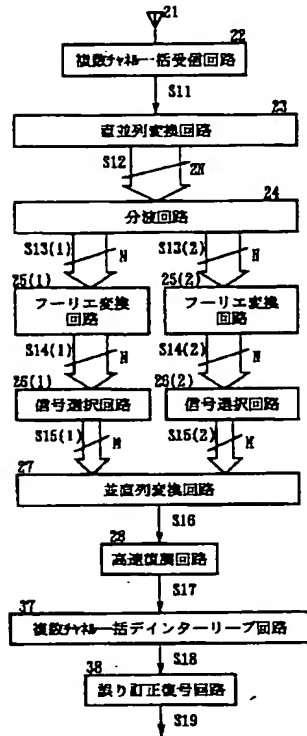 21
22
複数チャネル一括受信回路
S11
23
直並列変換回路
S12
2N
24
分波回路
S13(1) N S13(2) N
25(1) 25(2)
フーリエ変換回路 フーリエ変換回路
S14(1) N S14(2) N
26(1) 26(2)
信号選択回路 信号選択回路
S15(1) M S15(2) M
27
並直列変換回路
S16
28
高速復調回路
S17
37
複数チャネル一括デインターリーブ回路
S18
38
誤り訂正復号回路
S19